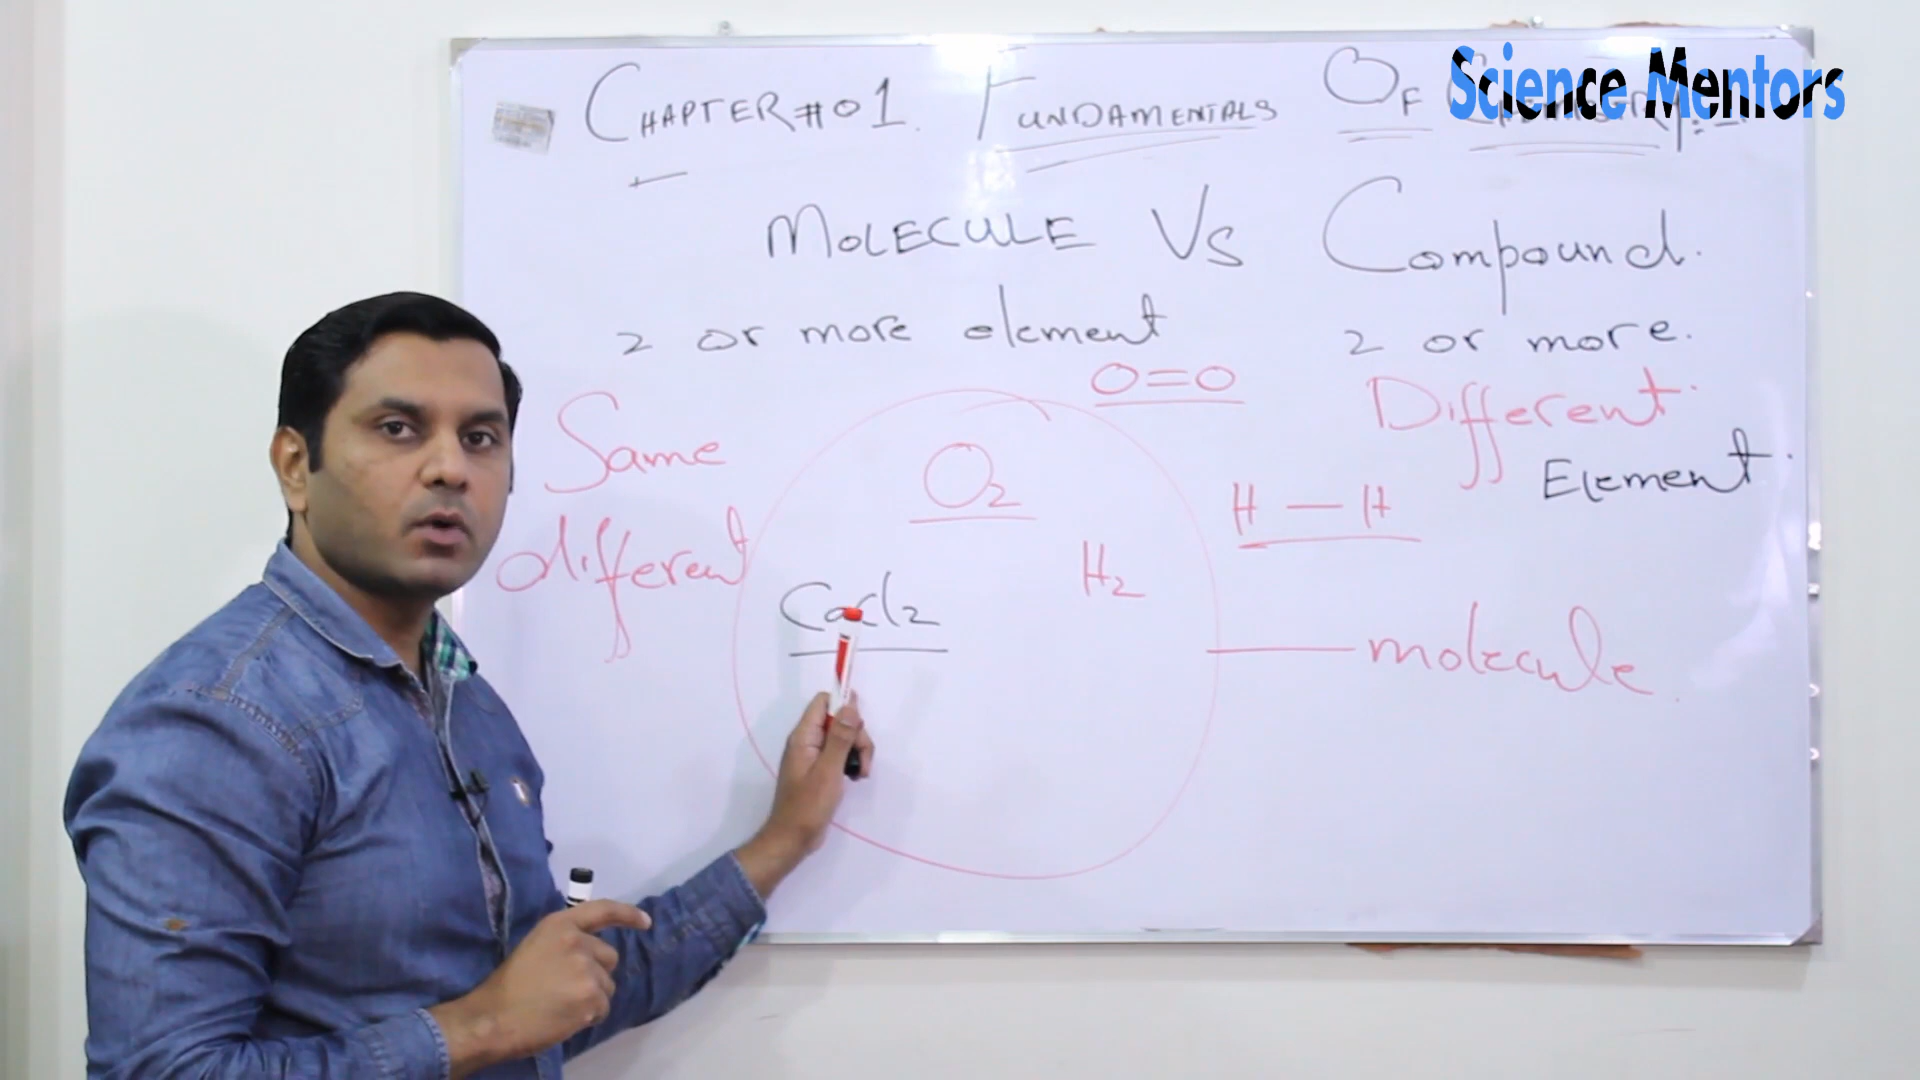 CHAPTER#01. FUNDAMENTALS OF
Science Mentors
MOLECULE Vs Compound.
2 or more element
2 or more.
O=O
Different
Element
Same
different
O2
H — H
H2
CaCl2
molecule